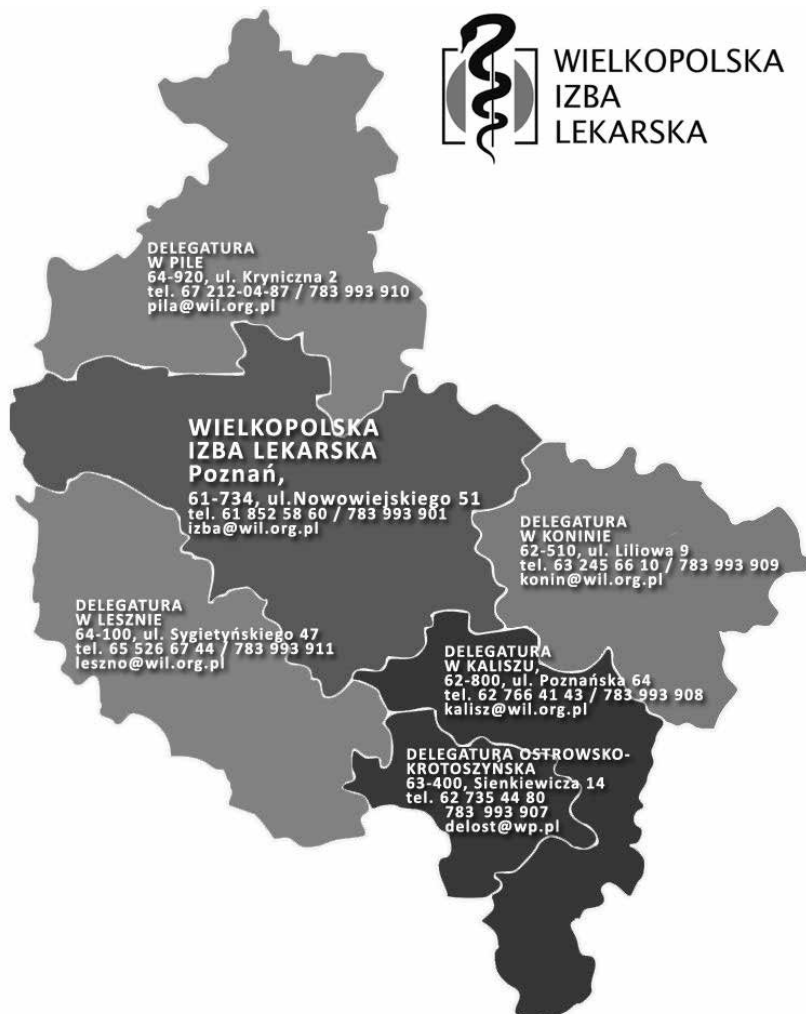 WIELKOPOLSKA
IZBA
LEKARSKA
DELEGATURA
W PILE
64-920, ul. Kryniczna 2
tel. 67 212-04-87 / 783 993 910
pila@wil.org.pl
WIELKOPOLSKA
IZBA LEKARSKA
Poznań,
61-734, ul.Nowowiejskiego 51
tel. 61 852 58 60 / 783 993 901
izba@wil.org.pl
DELEGATURA
W KONINIE
62-510, ul. Liliowa 9
tel. 63 245 66 10 / 783 993 909
konin@wil.org.pl
DELEGATURA
W LESZNIE
64-100, ul. Sygietyńskiego 47
tel. 65 526 67 44 / 783 993 911
leszno@wil.org.pl
DELEGATURA
W KALISZU,
62-800, ul. Poznańska 64
tel. 62 766 41 43 / 783 993 908
kalisz@wil.org.pl
DELEGATURA OSTROWSKO-
KROTOSZYŃSKA
63-400, Sienkiewicza 14
tel. 62 735 44 80
783 993 907
delost@wp.pl